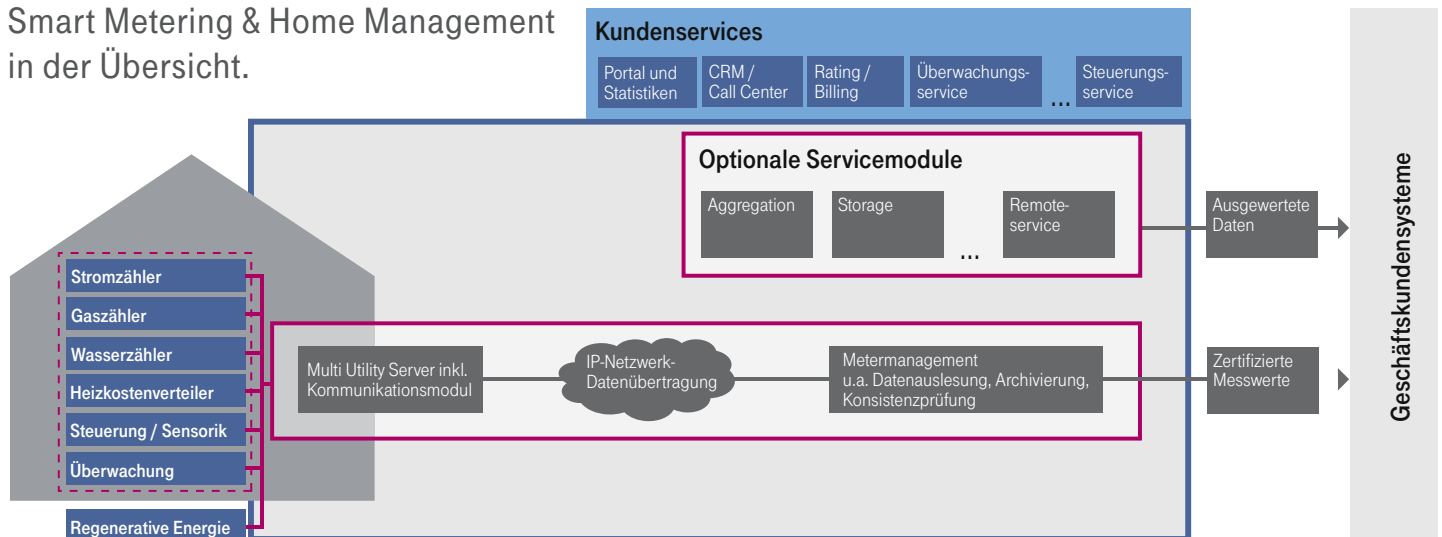 Smart Metering & Home Management
in der Übersicht.
Kundenservices
Portal und
Statistiken
CRM /
Call Center
Rating /
Billing
Überwachungs-
service
...
Steuerungs-
service
Optionale Servicemodule
Aggregation
Storage
...
Remote-
service
Ausgewertete
Daten
Stromzähler
Gaszähler
Wasserzähler
Heizkostenverteiler
Steuerung / Sensorik
Überwachung
Regenerative Energie
Multi Utility Server inkl.
Kommunikationsmodul
IP-Netzwerk-
Datenübertragung
Metermanagement
u.a. Datenauslesung, Archivierung,
Konsistenzprüfung
Zertifizierte
Messwerte
Geschäftskundensysteme